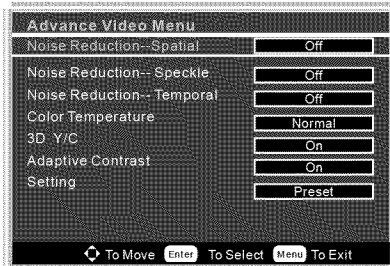 Advance Video Menu
Noise Reduction--Spatial Off
Noise Reduction-- Speckle Off
Noise Reduction-- Temporal Off
Color Temperature Normal
3D Y/C On
Adaptive Contrast On
Setting Preset
To Move Enter To Select Menu To Exit